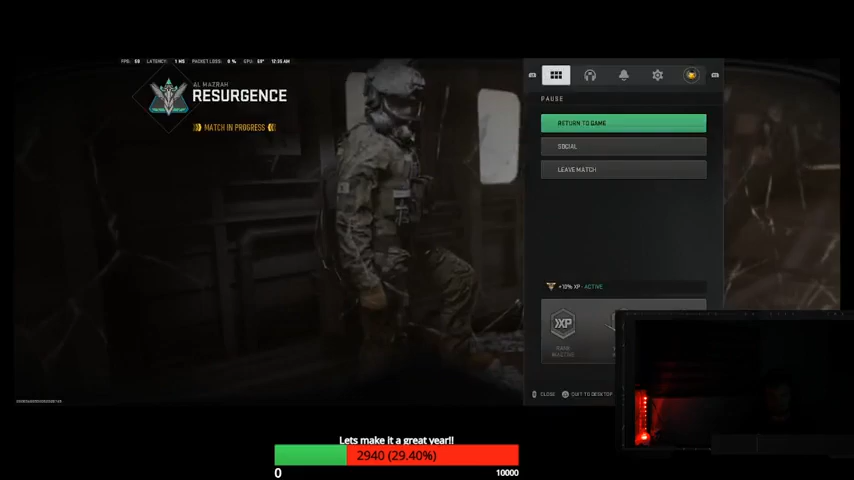 FPS: 59 LATENCY: 1 MS PACKET LOSS: 0 % GPU: 59° 12:35 AM
AL MAZRAH
RESURGENCE
MATCH IN PROGRESS
PAUSE
RETURN TO GAME
SOCIAL
LEAVE MATCH
+10% XP - ACTIVE
XP
CLOSE QUIT TO DESKTOP
Lets make it a great year!!
2940 (29.40%)
0 10000